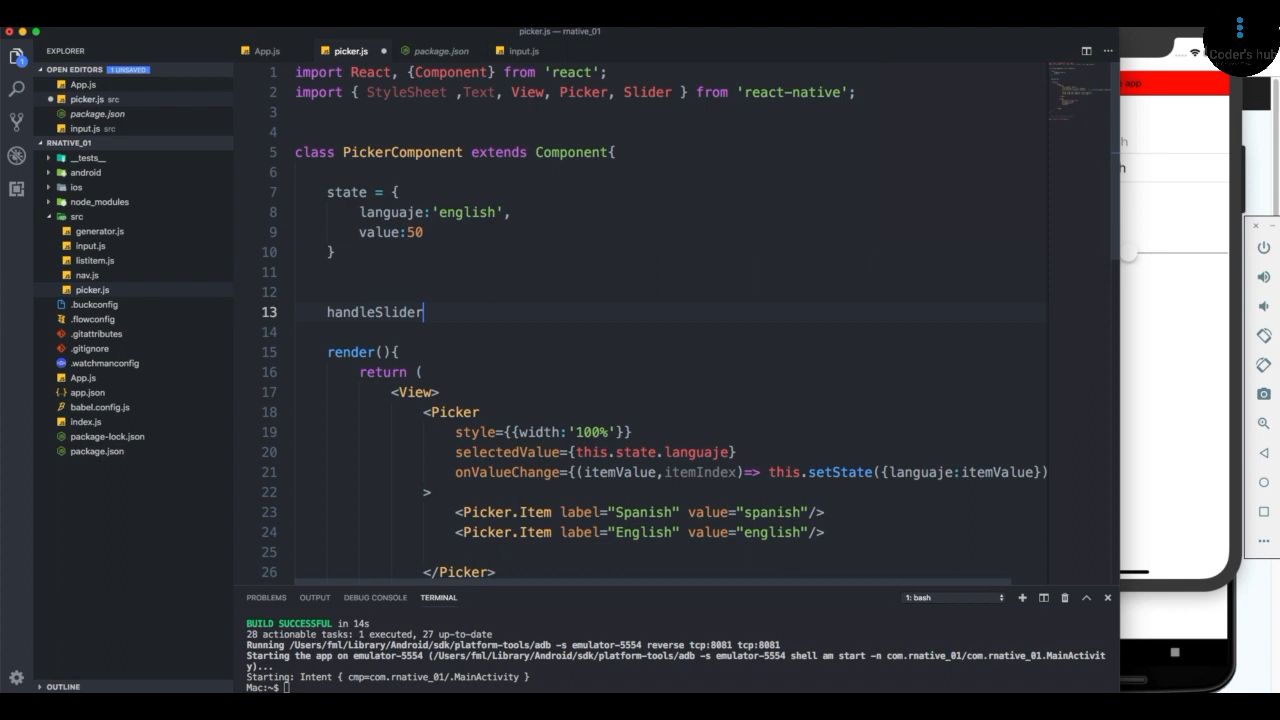 picker.js — rnative_01
Coder's hub
EXPLORER
App.js
picker.js
package.json
input.js
OPEN EDITORS 1 UNSAVED
App.js
picker.js src
package.json
input.js src
RNATIVE_01
__tests__
android
ios
node_modules
src
generator.js
input.js
listitem.js
nav.js
picker.js
.buckconfig
.flowconfig
.gitattributes
.gitignore
.watchmanconfig
App.js
app.json
babel.config.js
index.js
package-lock.json
package.json
OUTLINE
1 import React, {Component} from 'react';
2 import { StyleSheet ,Text, View, Picker, Slider } from 'react-native';
3
4
5 class PickerComponent extends Component{
6
7 state = {
8 languaje:'english',
9 value:50
10 }
11
12
13 handleSlider
14
15 render(){
16 return (
17 <View>
18 <Picker
19 style={{width:'100%'}}
20 selectedValue={this.state.languaje}
21 onValueChange={(itemValue,itemIndex)=> this.setState({languaje:itemValue})
22 >
23 <Picker.Item label="Spanish" value="spanish"/>
24 <Picker.Item label="English" value="english"/>
25
26 </Picker>
PROBLEMS OUTPUT DEBUG CONSOLE TERMINAL 1: bash
BUILD SUCCESSFUL in 14s
28 actionable tasks: 1 executed, 27 up-to-date
Running /Users/fml/Library/Android/sdk/platform-tools/adb -s emulator-5554 reverse tcp:8081 tcp:8081
Starting the app on emulator-5554 (/Users/fml/Library/Android/sdk/platform-tools/adb -s emulator-5554 shell am start -n com.rnative_01/com.rnative_01.MainActivit
y)...
Starting: Intent { cmp=com.rnative_01/.MainActivity }
Mac:~$
app
h
h